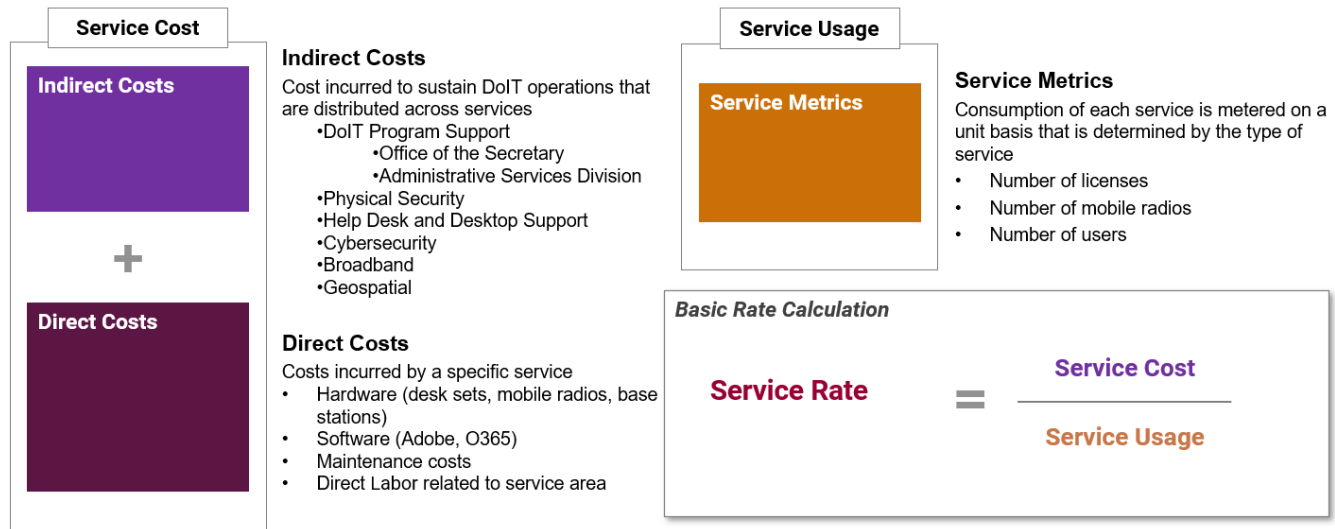 Service Cost
Indirect Costs
+
Direct Costs
Indirect Costs
Cost incurred to sustain DoIT operations that
are distributed across services
•DoIT Program Support
•Office of the Secretary
•Administrative Services Division
•Physical Security
•Help Desk and Desktop Support
•Cybersecurity
•Broadband
•Geospatial
Direct Costs
Costs incurred by a specific service
• Hardware (desk sets, mobile radios, base
stations)
• Software (Adobe, O365)
• Maintenance costs
• Direct Labor related to service area
Service Usage
Service Metrics
Service Metrics
Consumption of each service is metered on a
unit basis that is determined by the type of
service
• Number of licenses
• Number of mobile radios
• Number of users
Basic Rate Calculation
Service Rate
=
Service Cost
Service Usage